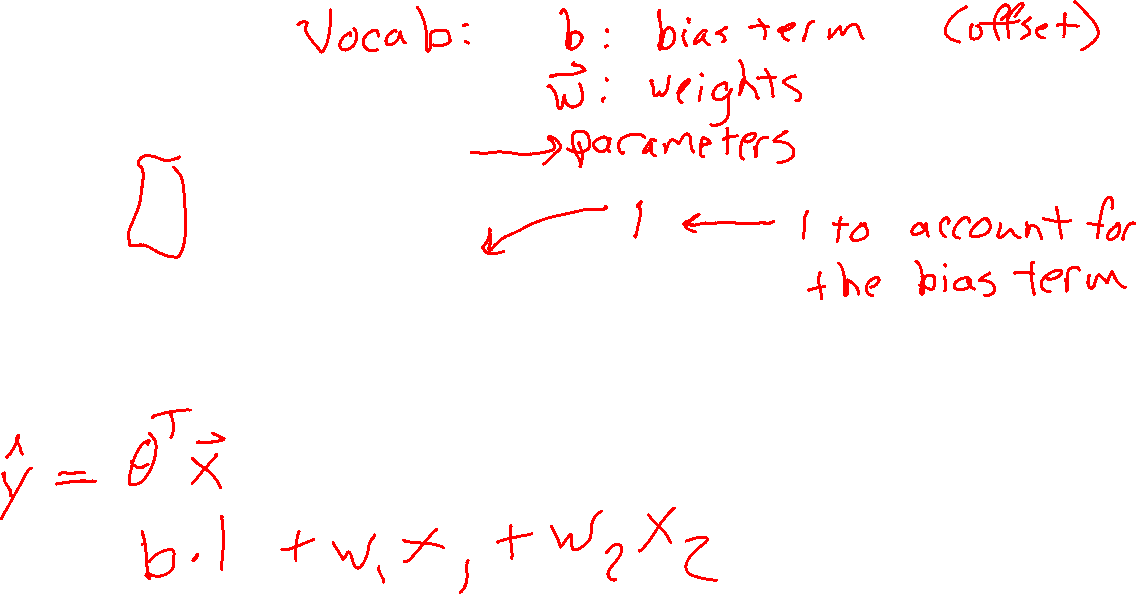 Vocab: b: bias term (offset)
w⃗: weights
→ parameters
1 ← 1 to account for
the bias term
ŷ = θᵀx⃗
b·1 + w₁x₁ + w₂x₂